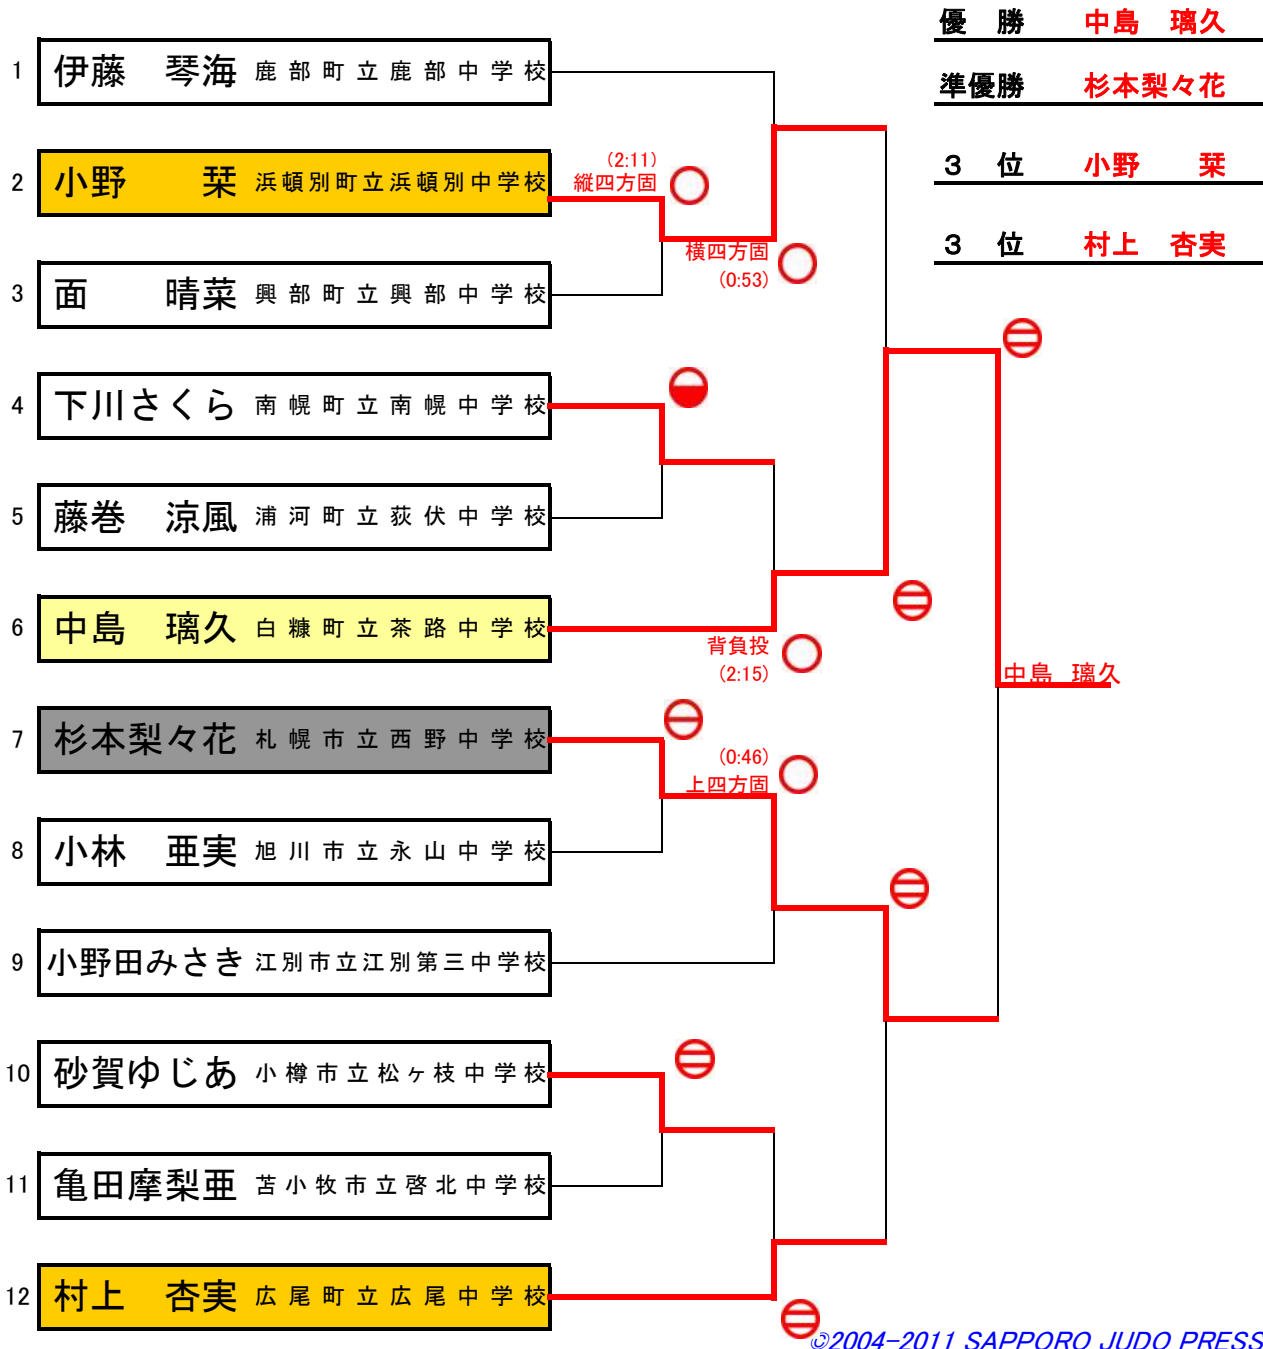 優　勝　中島　璃久
準優勝　杉本梨々花
３　位　小野　　栞
３　位　村上　杏実
1 伊藤　琴海 鹿部町立鹿部中学校
2 小野　　栞 浜頓別町立浜頓別中学校
(2:11)
縦四方固
横四方固
(0:53)
3 面　　晴菜 興部町立興部中学校
4 下川さくら 南幌町立南幌中学校
5 藤巻　涼風 浦河町立荻伏中学校
6 中島　璃久 白糠町立茶路中学校
背負投
(2:15)
中島　璃久
7 杉本梨々花 札幌市立西野中学校
(0:46)
上四方固
8 小林　亜実 旭川市立永山中学校
9 小野田みさき 江別市立江別第三中学校
10 砂賀ゆじあ 小樽市立松ヶ枝中学校
11 亀田摩梨亜 苫小牧市立啓北中学校
12 村上　杏実 広尾町立広尾中学校
©2004-2011 SAPPORO JUDO PRESS